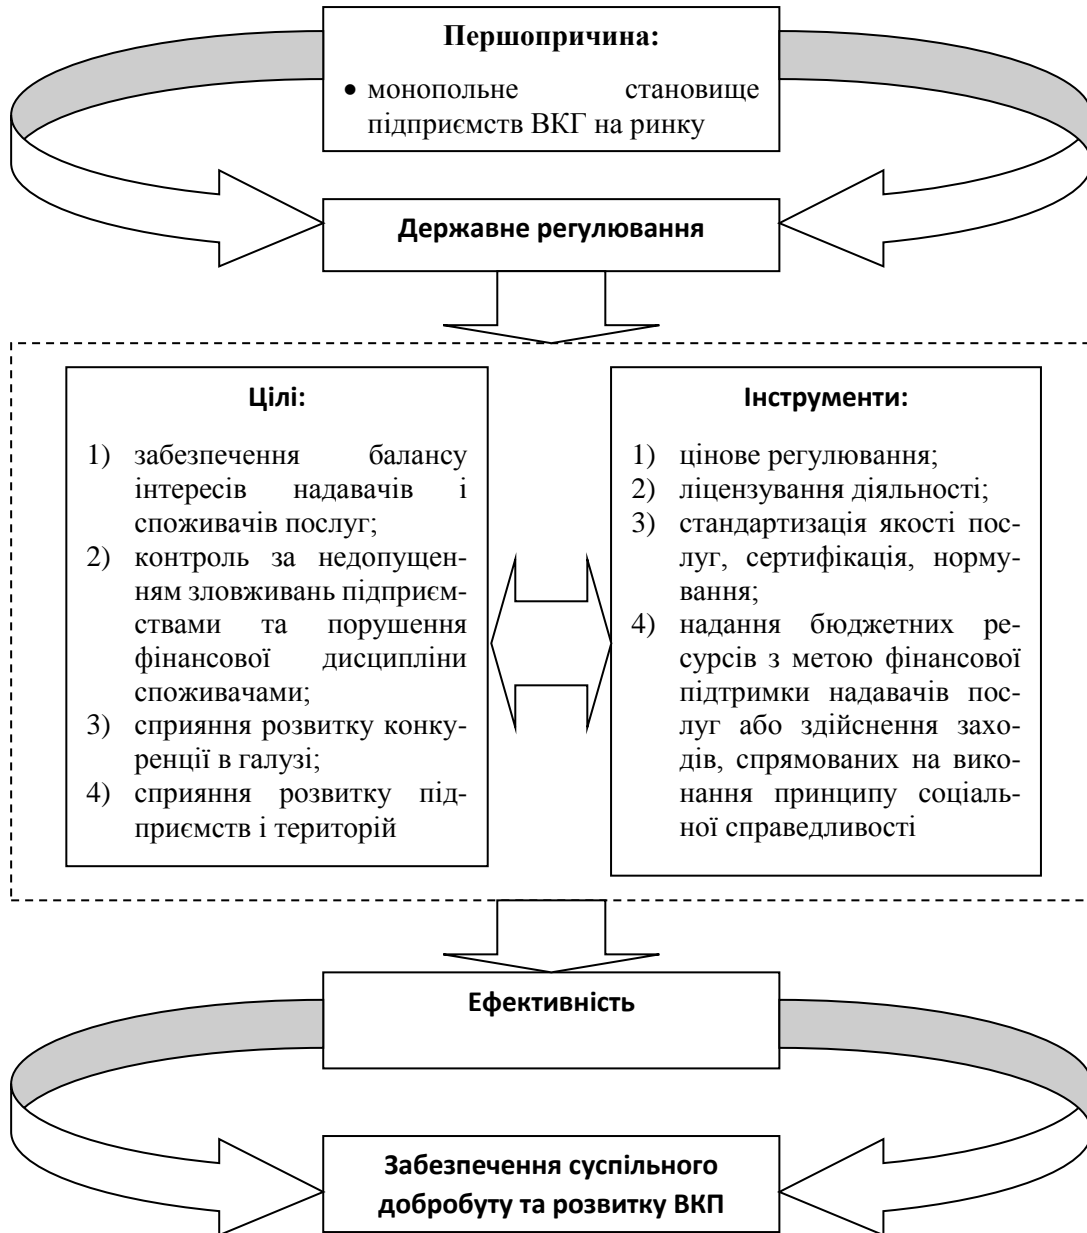 Першопричина:
• монопольне становище
підприємств ВКГ на ринку
Державне регулювання
Цілі:
1) забезпечення балансу
інтересів надавачів і
споживачів послуг;
2) контроль за недопущен-
ням зловживань підприєм-
ствами та порушення
фінансової дисципліни
споживачами;
3) сприяння розвитку конку-
ренції в галузі;
4) сприяння розвитку під-
приємств і територій
Інструменти:
1) цінове регулювання;
2) ліцензування діяльності;
3) стандартизація якості пос-
луг, сертифікація, норму-
вання;
4) надання бюджетних ре-
сурсів з метою фінансової
підтримки надавачів пос-
луг або здійснення захо-
дів, спрямованих на вико-
нання принципу соціаль-
ної справедливості
Ефективність
Забезпечення суспільного
добробуту та розвитку ВКП